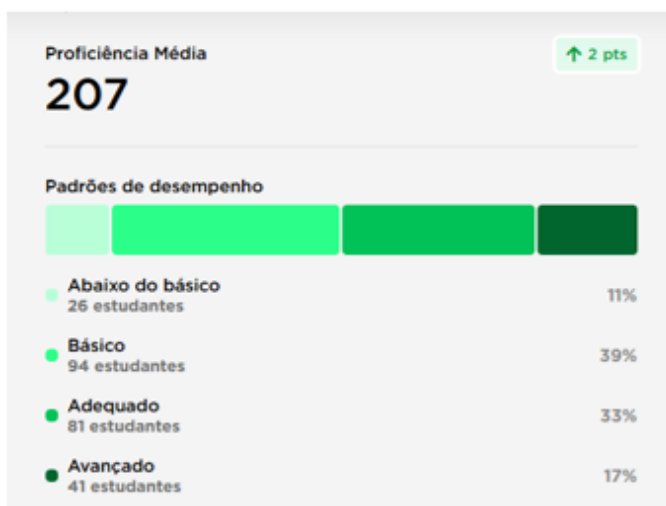 Proficiência Média
↑ 2 pts
207
Padrões de desempenho
Abaixo do básico
26 estudantes
11%
Básico
94 estudantes
39%
Adequado
81 estudantes
33%
Avançado
41 estudantes
17%